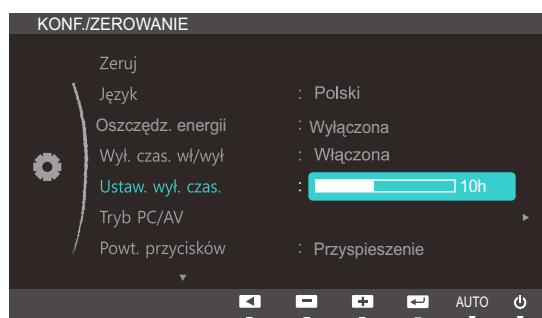 KONF./ZEROWANIE
Zeruj
Język : Polski
Oszczędz. energii : Wyłączona
Wył. czas. wł/wył : Włączona
Ustaw. wył. czas. : 10h
Tryb PC/AV
Powt. przycisków : Przyspieszenie
AUTO